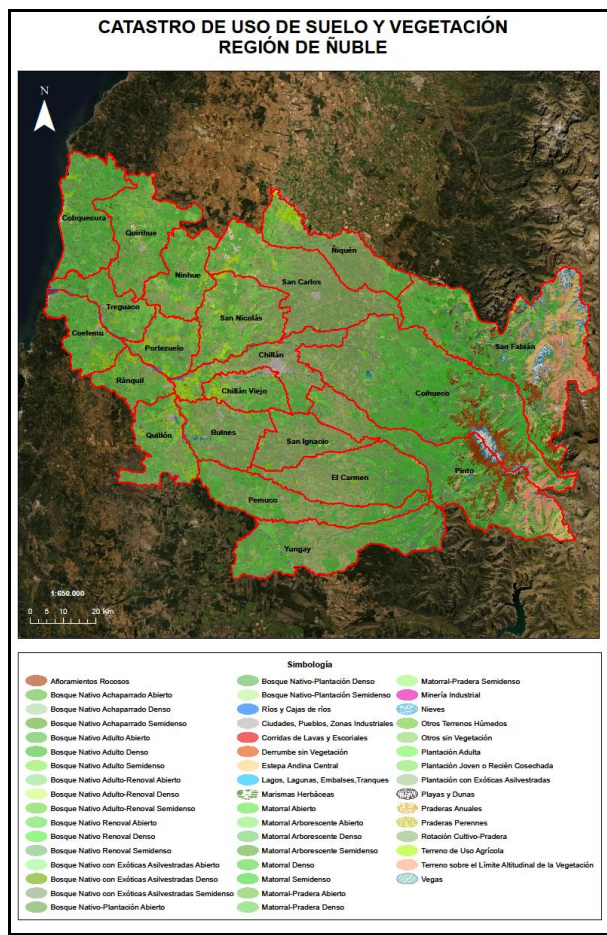 CATASTRO DE USO DE SUELO Y VEGETACIÓN
REGIÓN DE ÑUBLE
N
Cobquecura
Quirihue
Ñiquén
Ninhue
San Carlos
Treguaco
San Nicolás
San Fabián
Coelemu
Portezuelo
Chillán
Ránquil
Chillán Viejo
Coihueco
Quillón
Bulnes
San Ignacio
Pinto
El Carmen
Pemuco
Yungay
1:650.000
0 5 10 20 Km
Simbología
Afloramientos Rocosos
Bosque Nativo Achaparrado Abierto
Bosque Nativo Achaparrado Denso
Bosque Nativo Achaparrado Semidenso
Bosque Nativo Adulto Abierto
Bosque Nativo Adulto Denso
Bosque Nativo Adulto Semidenso
Bosque Nativo Adulto-Renoval Abierto
Bosque Nativo Adulto-Renoval Denso
Bosque Nativo Adulto-Renoval Semidenso
Bosque Nativo Renoval Abierto
Bosque Nativo Renoval Denso
Bosque Nativo Renoval Semidenso
Bosque Nativo con Exóticas Asilvestradas Abierto
Bosque Nativo con Exóticas Asilvestradas Denso
Bosque Nativo con Exóticas Asilvestradas Semidenso
Bosque Nativo-Plantación Abierto
Bosque Nativo-Plantación Denso
Bosque Nativo-Plantación Semidenso
Ríos y Cajas de ríos
Ciudades, Pueblos, Zonas Industriales
Corridas de Lavas y Escoriales
Derrumbe sin Vegetación
Estepa Andina Central
Lagos, Lagunas, Embalses,Tranques
Marismas Herbáceas
Matorral Abierto
Matorral Arborescente Abierto
Matorral Arborescente Denso
Matorral Arborescente Semidenso
Matorral Denso
Matorral Semidenso
Matorral-Pradera Abierto
Matorral-Pradera Denso
Matorral-Pradera Semidenso
Minería Industrial
Nieves
Otros Terrenos Húmedos
Otros sin Vegetación
Plantación Adulta
Plantación Joven o Recién Cosechada
Plantación con Exóticas Asilvestradas
Playas y Dunas
Praderas Anuales
Praderas Perennes
Rotación Cultivo-Pradera
Terreno de Uso Agrícola
Terreno sobre el Límite Altitudinal de la Vegetación
Vegas